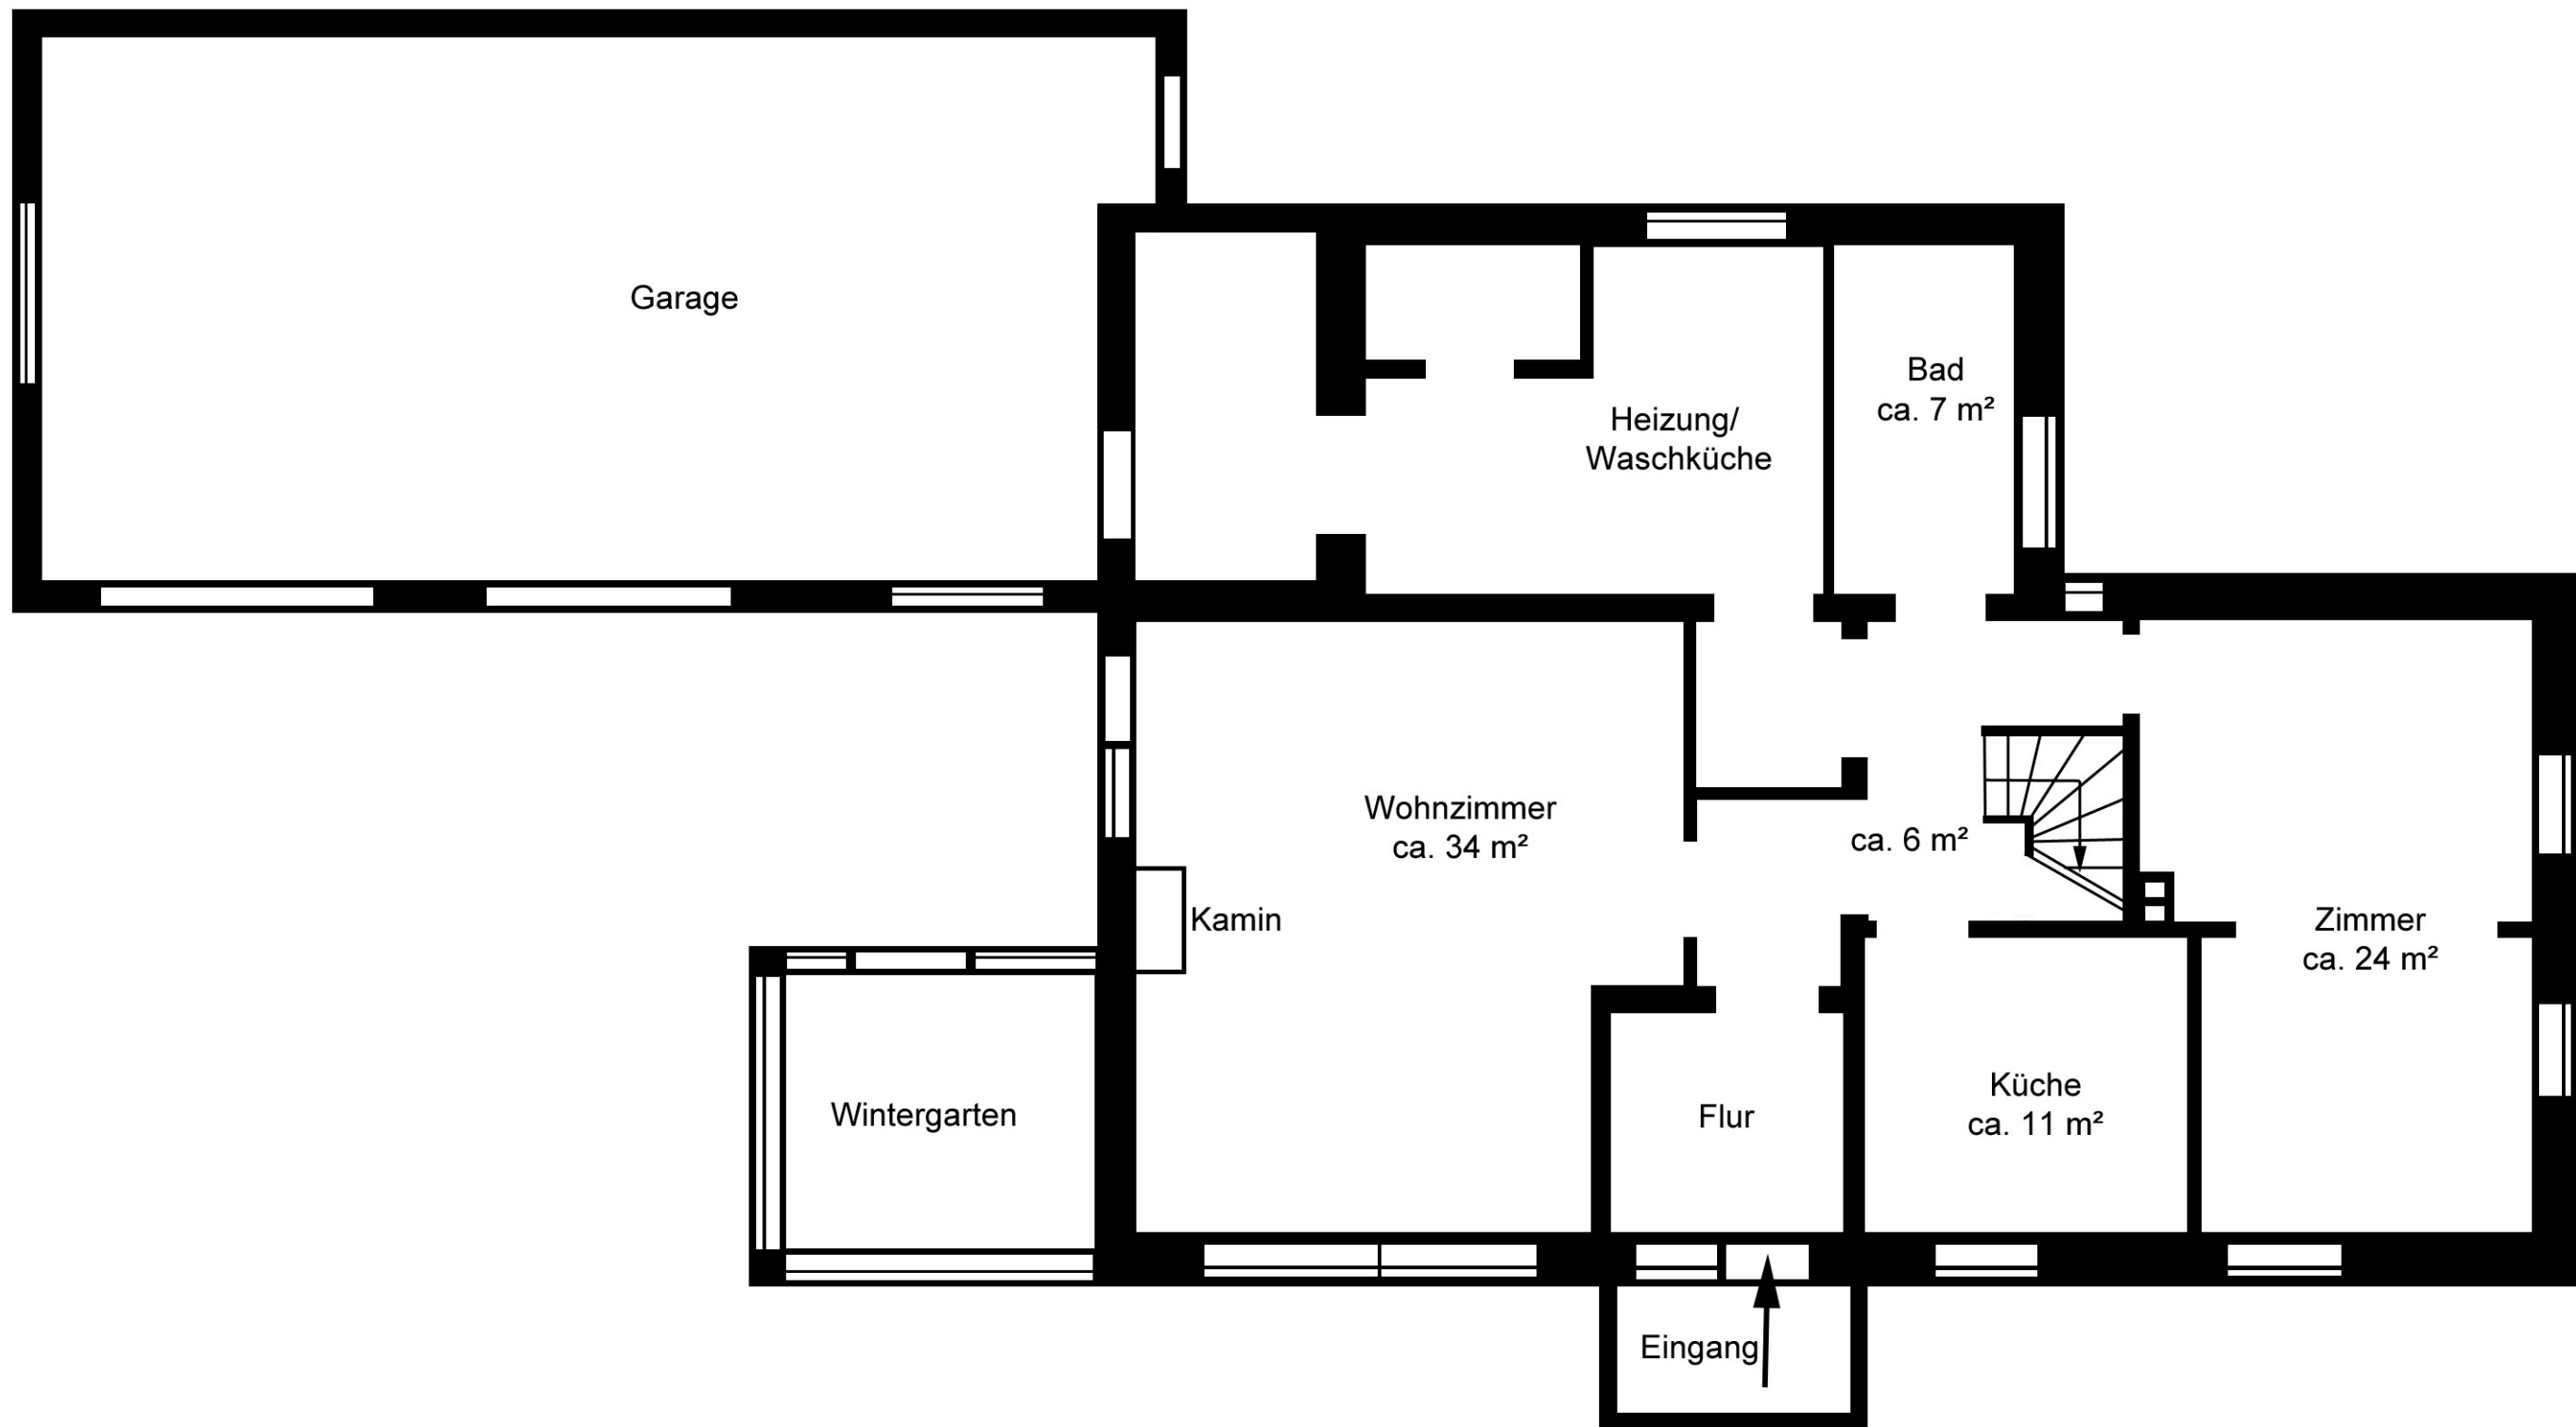 Garage
Bad
ca. 7 m²
Heizung/
Waschküche
Wohnzimmer
ca. 34 m²
ca. 6 m²
Kamin
Zimmer
ca. 24 m²
Wintergarten
Flur
Küche
ca. 11 m²
Eingang